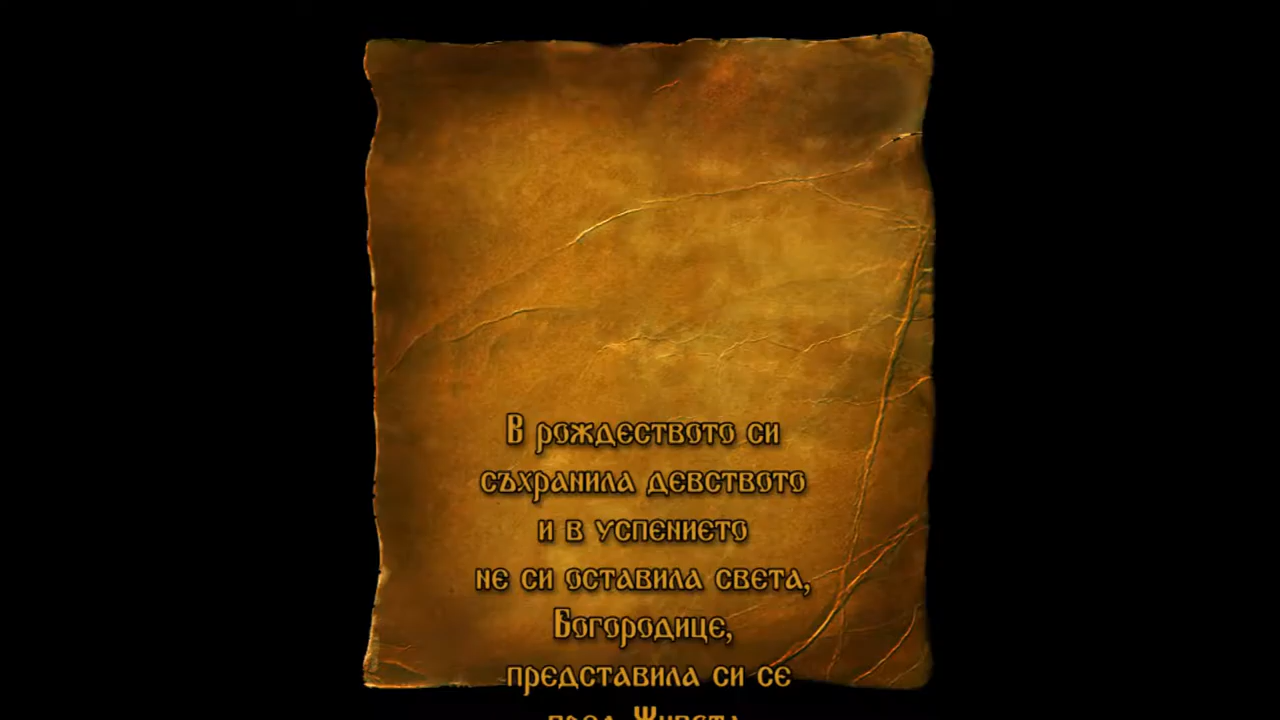 В рождеството си
съхранила девството
и в успението
не си оставила света,
Богородице,
представила си се